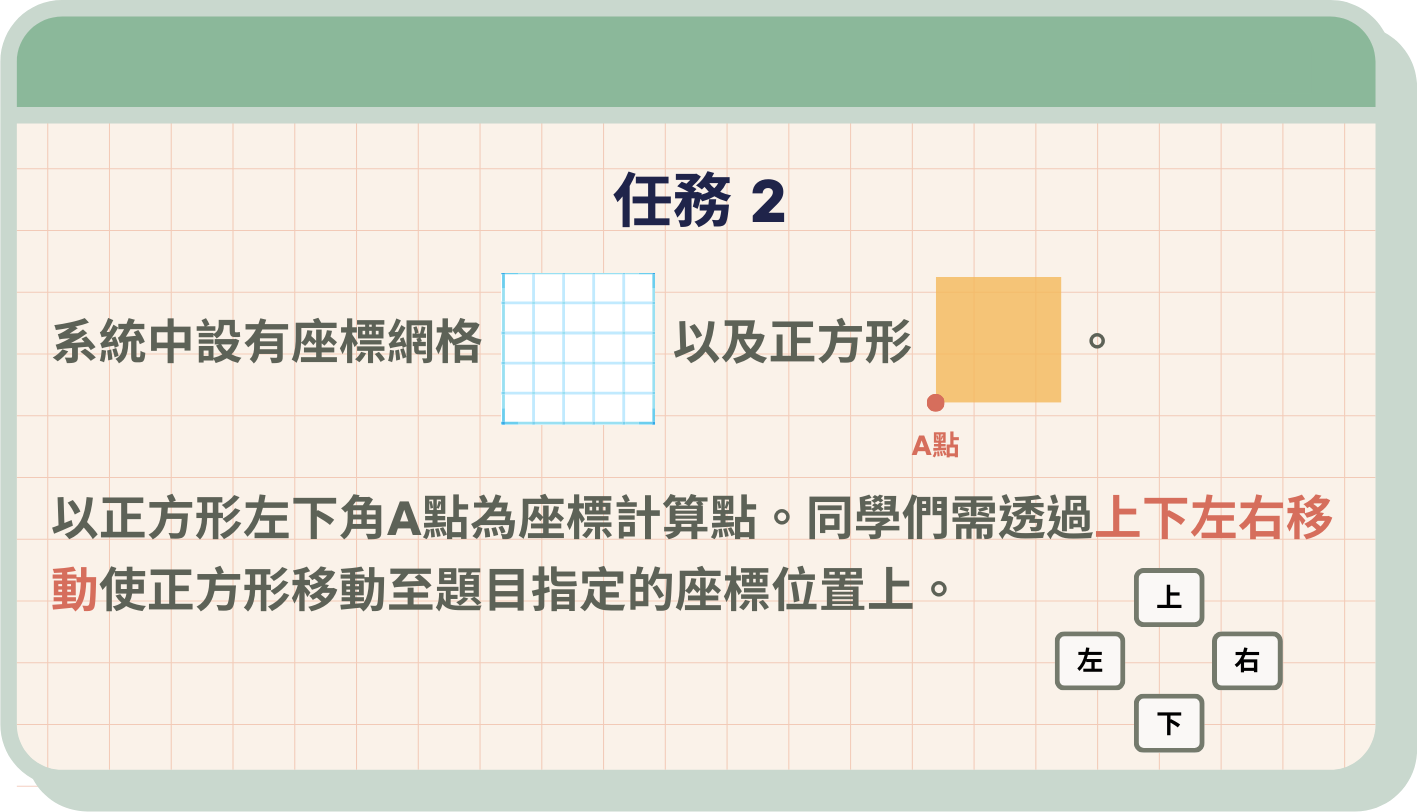 任務 2
系統中設有座標網格 以及正方形 。
A點
以正方形左下角A點為座標計算點。同學們需透過上下左右移
動使正方形移動至題目指定的座標位置上。
上
左 右
下